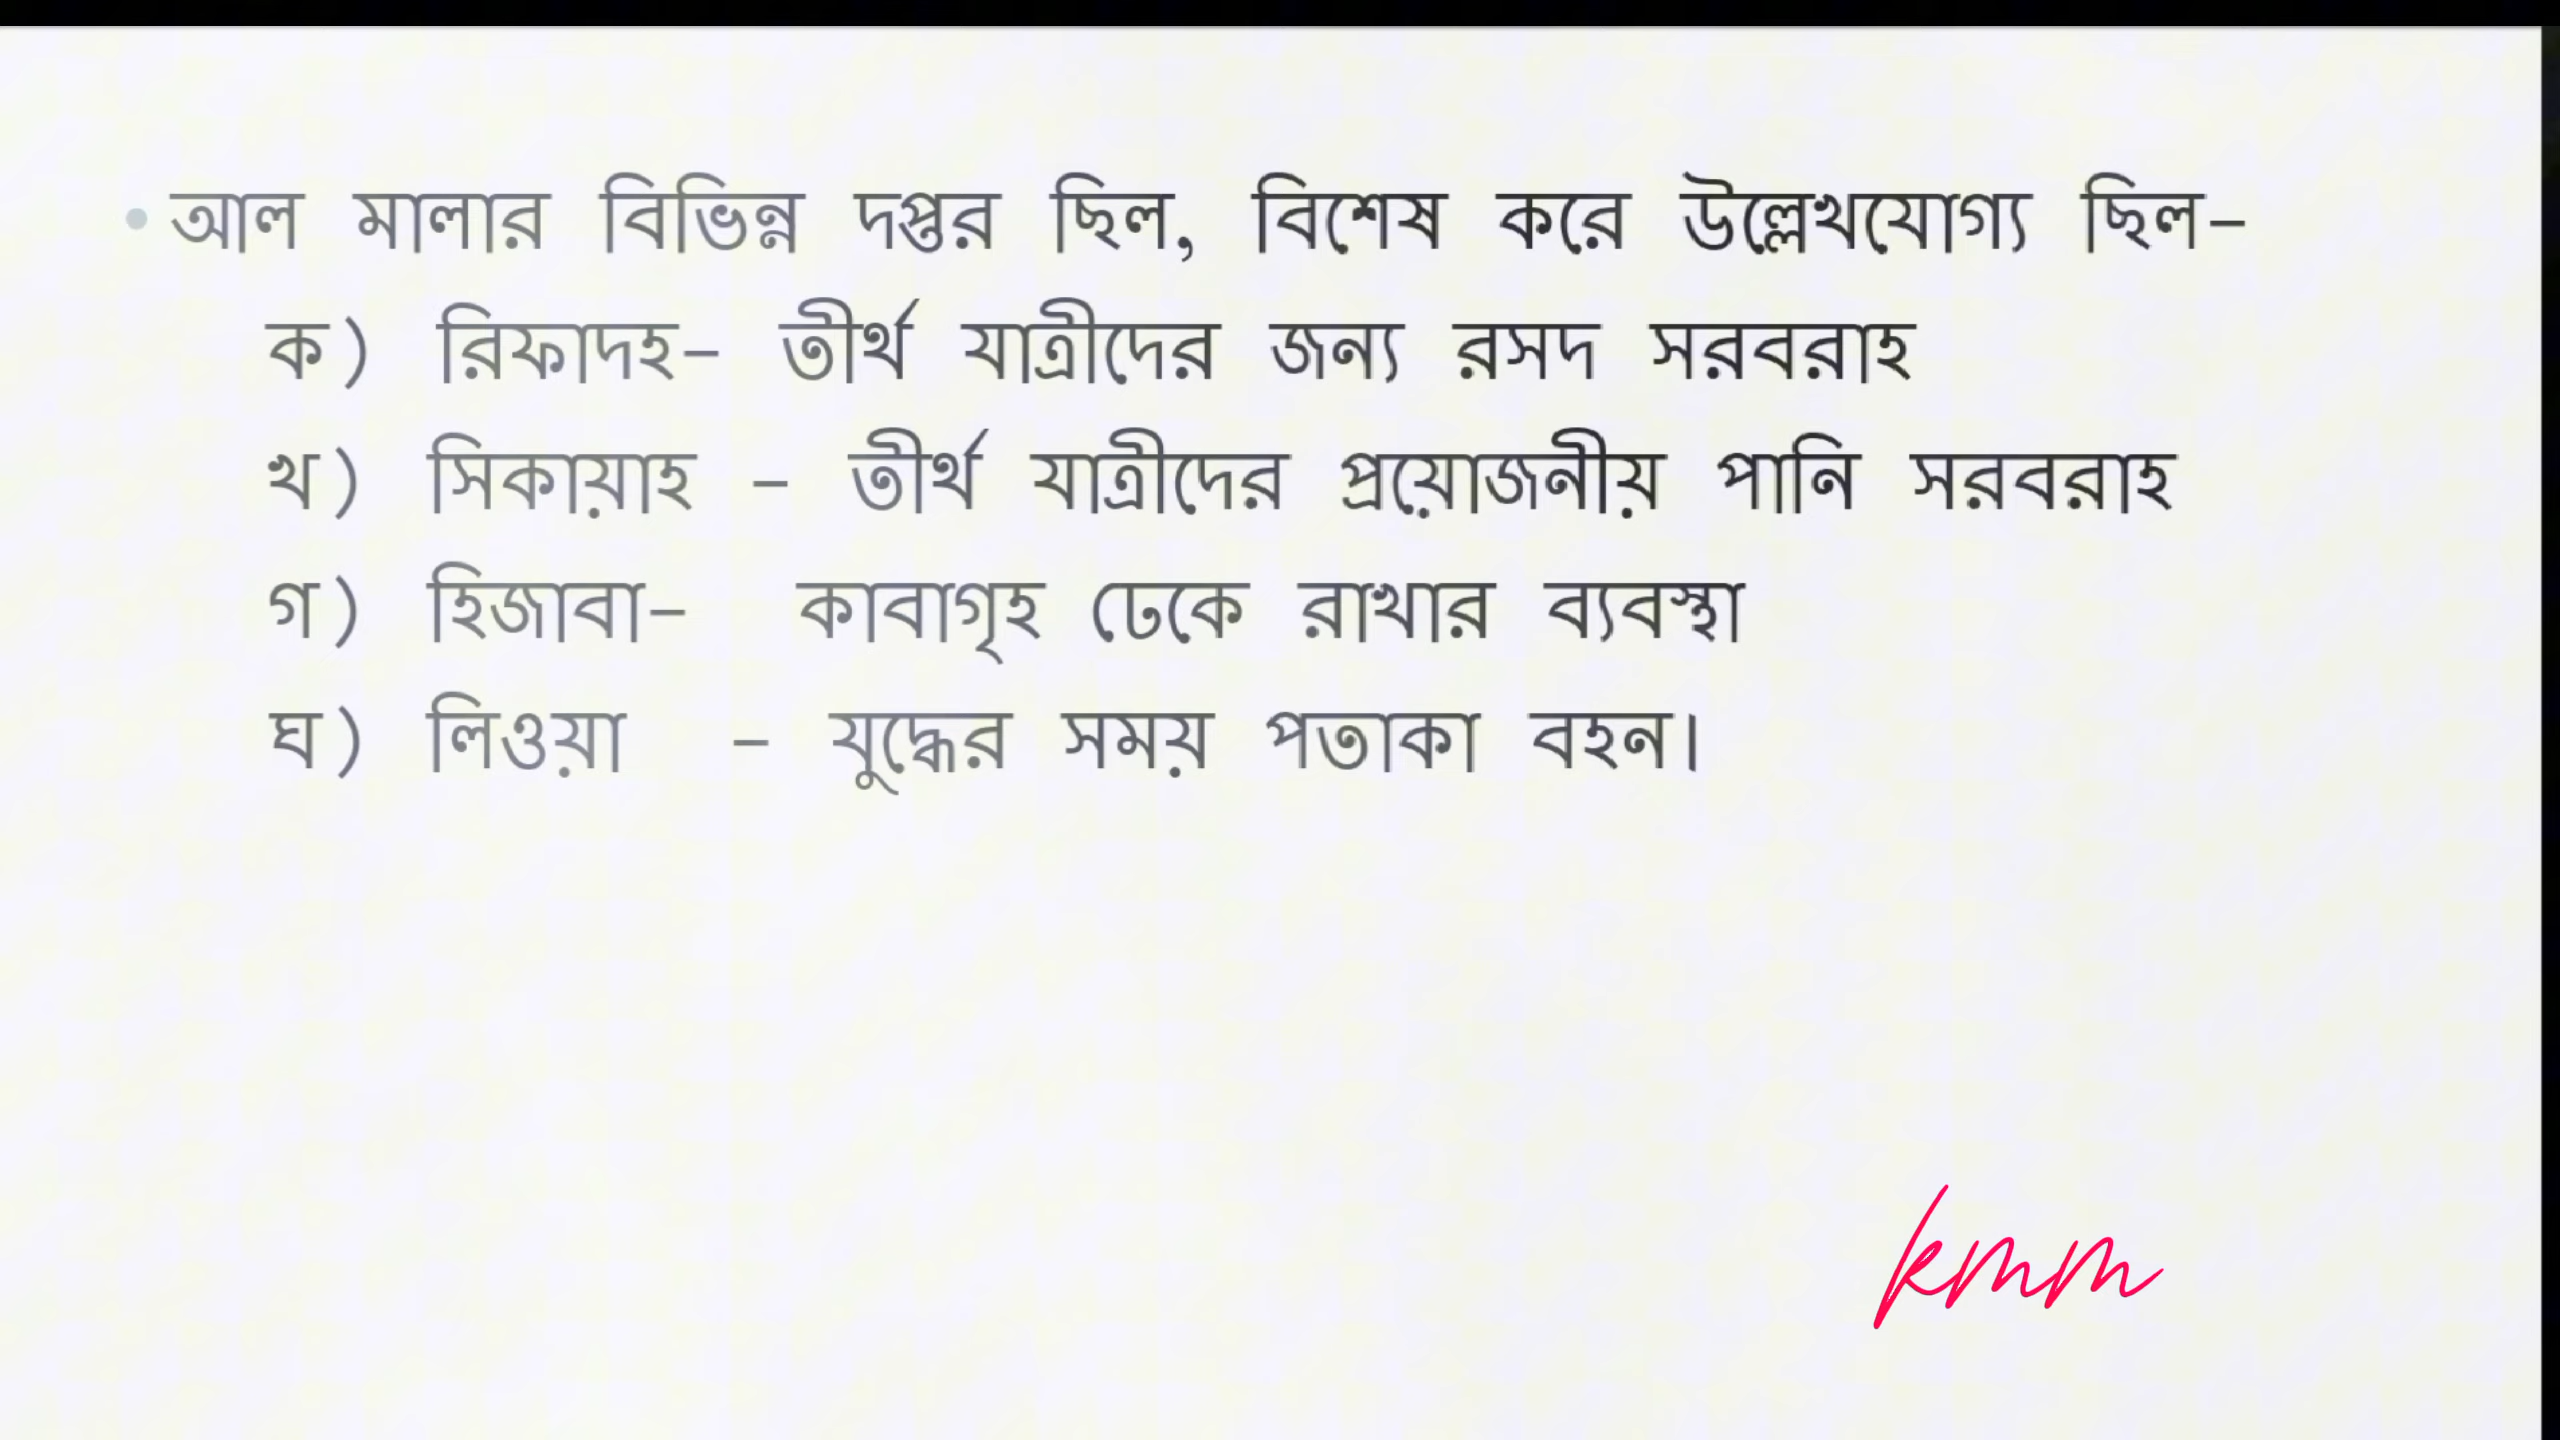 • আল মালার বিভিন্ন দপ্তর ছিল, বিশেষ করে উল্লেখযোগ্য ছিল-
ক) রিফাদহ- তীর্থ যাত্রীদের জন্য রসদ সরবরাহ
খ) সিকায়াহ - তীর্থ যাত্রীদের প্রয়োজনীয় পানি সরবরাহ
গ) হিজাবা- কাবাগৃহ ঢেকে রাখার ব্যবস্থা
ঘ) লিওয়া - যুদ্ধের সময় পতাকা বহন।
kmm